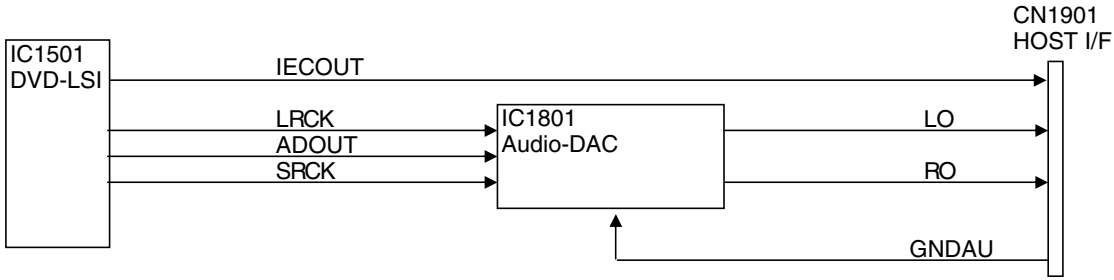 CN1901
HOST I/F
IC1501
DVD-LSI
IECOUT
LRCK
ADOUT
SRCK
IC1801
Audio-DAC
LO
RO
GNDAU